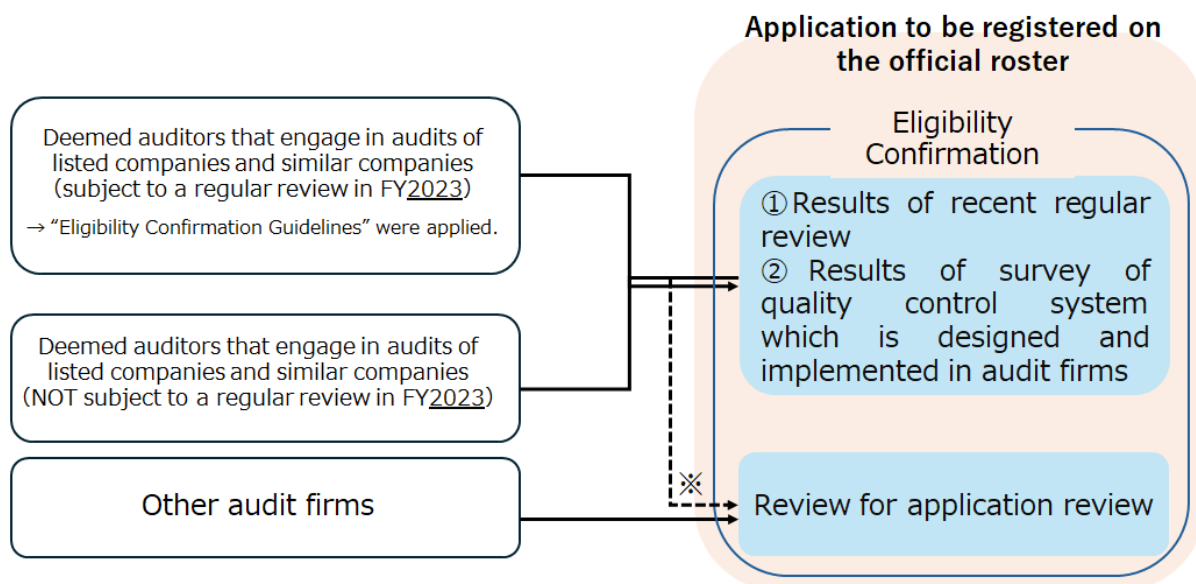 Application to be registered on
the official roster
Deemed auditors that engage in audits of
listed companies and similar companies
(subject to a regular review in FY2023)
→ “Eligibility Confirmation Guidelines” were applied.
Deemed auditors that engage in audits of
listed companies and similar companies
(NOT subject to a regular review in FY2023)
Other audit firms
Eligibility
Confirmation
①Results of recent regular
review
② Results of survey of
quality control system
which is designed and
implemented in audit firms
※
Review for application review